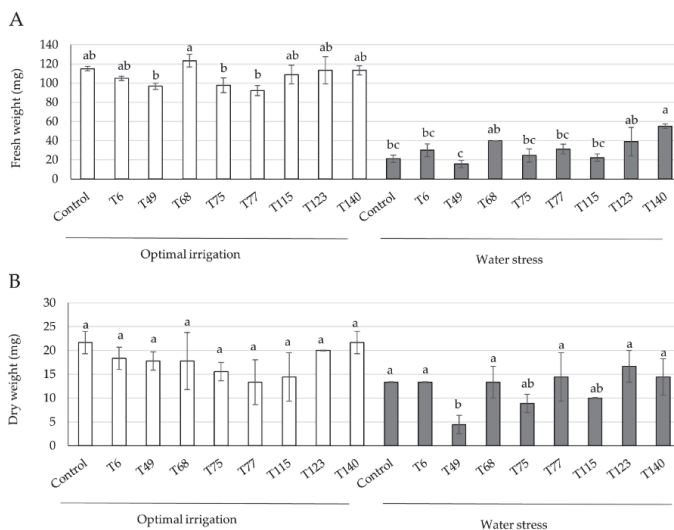 A
Fresh weight (mg)
140
120
100
80
60
40
20
0
ab
ab
b
a
b
b
ab
ab
ab
bc
bc
c
ab
bc
bc
bc
ab
a
Control
T6
T49
T68
T75
T77
T115
T123
T140
Control
T6
T49
T68
T75
T77
T115
T123
T140
Optimal irrigation
Water stress
B
Dry weight (mg)
30
25
20
15
10
5
0
a
a
a
a
a
a
a
a
a
a
a
b
a
ab
a
ab
a
a
Control
T6
T49
T68
T75
T77
T115
T123
T140
Control
T6
T49
T68
T75
T77
T115
T123
T140
Optimal irrigation
Water stress